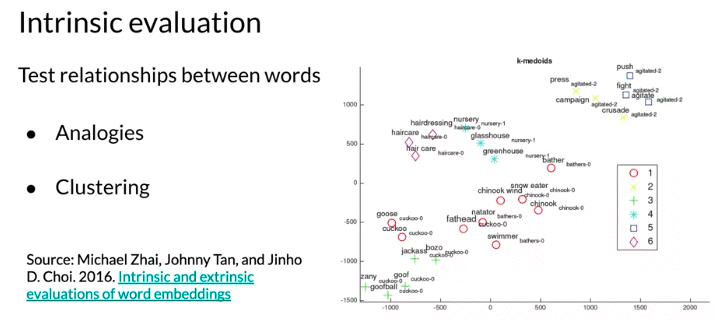 Intrinsic evaluation
Test relationships between words
● Analogies
● Clustering
Source: Michael Zhai, Johnny Tan, and Jinho
D. Choi. 2016. Intrinsic and extrinsic
evaluations of word embeddings
k-medoids
push
agitated-2
press
agitated-2
fight
agitated-2
agitate
agitated-2
campaign
agitated-2
crusade
agitated-2
1000
hairdressing
haircare-0
nursery
nursery-1
haircare
haircare-0
glasshouse
nursery-1
500
hair care
haircare-0
greenhouse
nursery-1
bather
bathers-0
0
snow eater
chinook-0
chinook wind
chinook-0
chinook
chinook-0
goose
cuckoo-0
natator
bathers-0
-500
fathead
cuckoo-0
cuckoo
cuckoo-0
swimmer
bathers-0
jackass
cuckoo-0
bozo
cuckoo-0
-1000
zany
cuckoo-0
goof
cuckoo-0
goofball
cuckoo-0
-1500
-1000
-500
0
500
1000
1500
2000
1
2
3
4
5
6